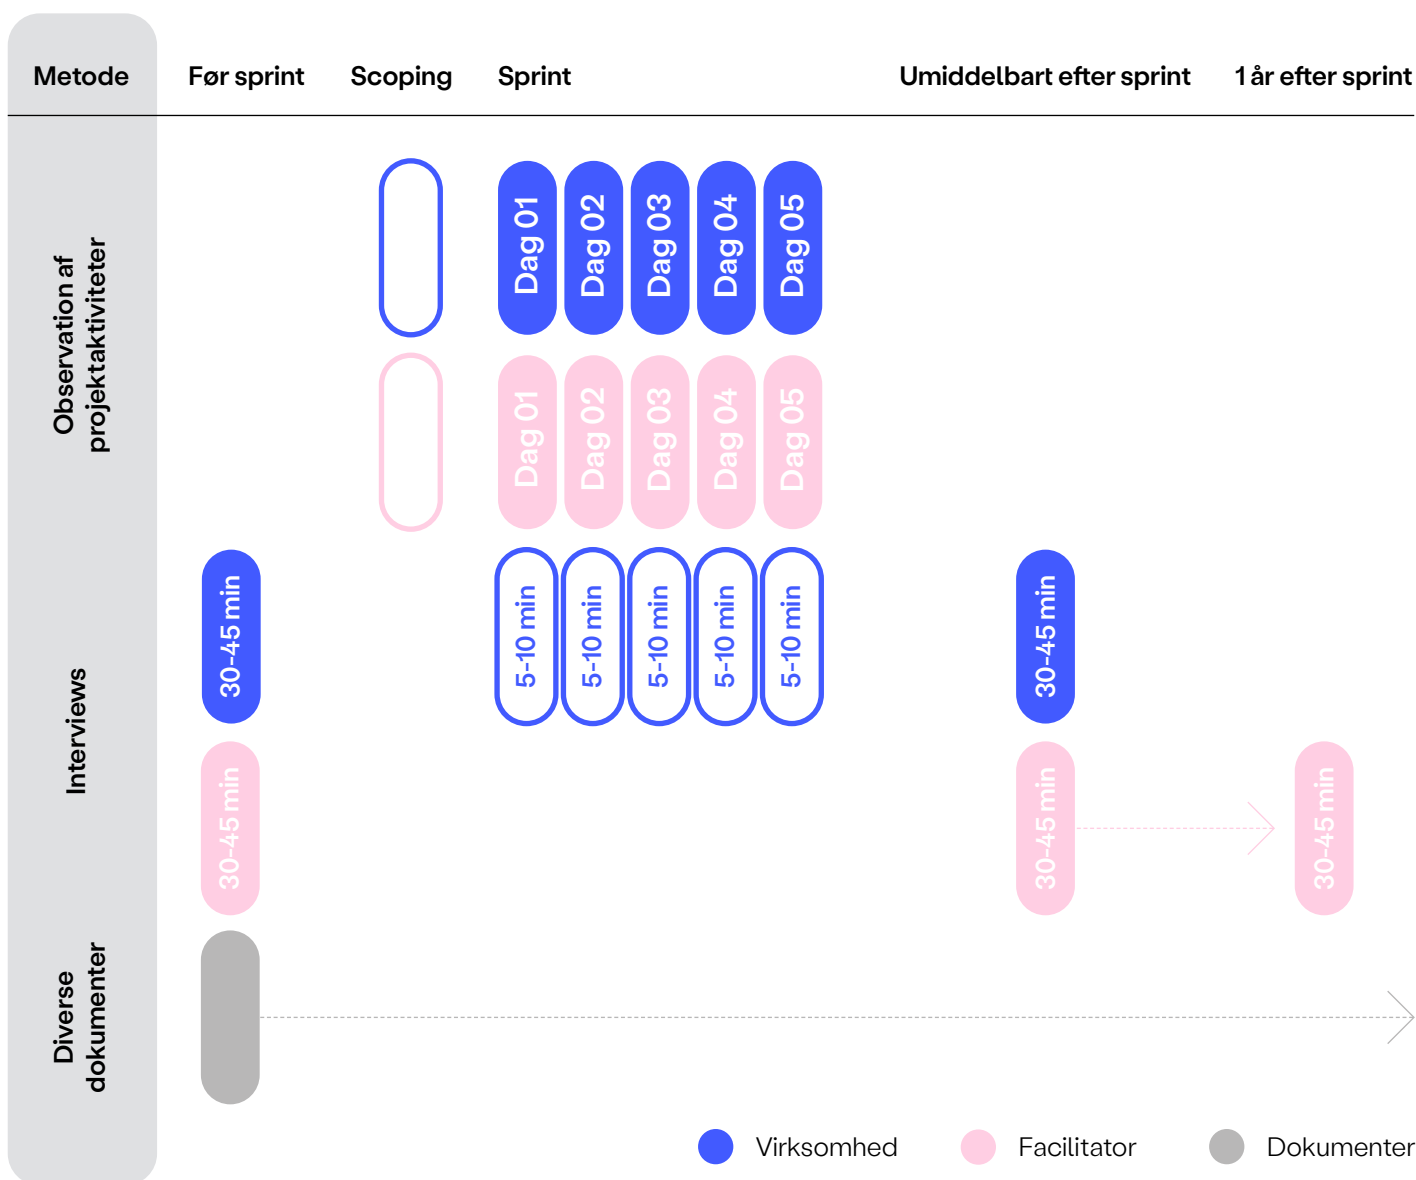 Metode
Før sprint
Scoping
Sprint
Umiddelbart efter sprint
1 år efter sprint
Observation af
projektaktiviteter
Dag 01
Dag 02
Dag 03
Dag 04
Dag 05
Dag 01
Dag 02
Dag 03
Dag 04
Dag 05
Interviews
30-45 min
5-10 min
5-10 min
5-10 min
5-10 min
5-10 min
30-45 min
30-45 min
30-45 min
30-45 min
Diverse
dokumenter
Virksomhed
Facilitator
Dokumenter